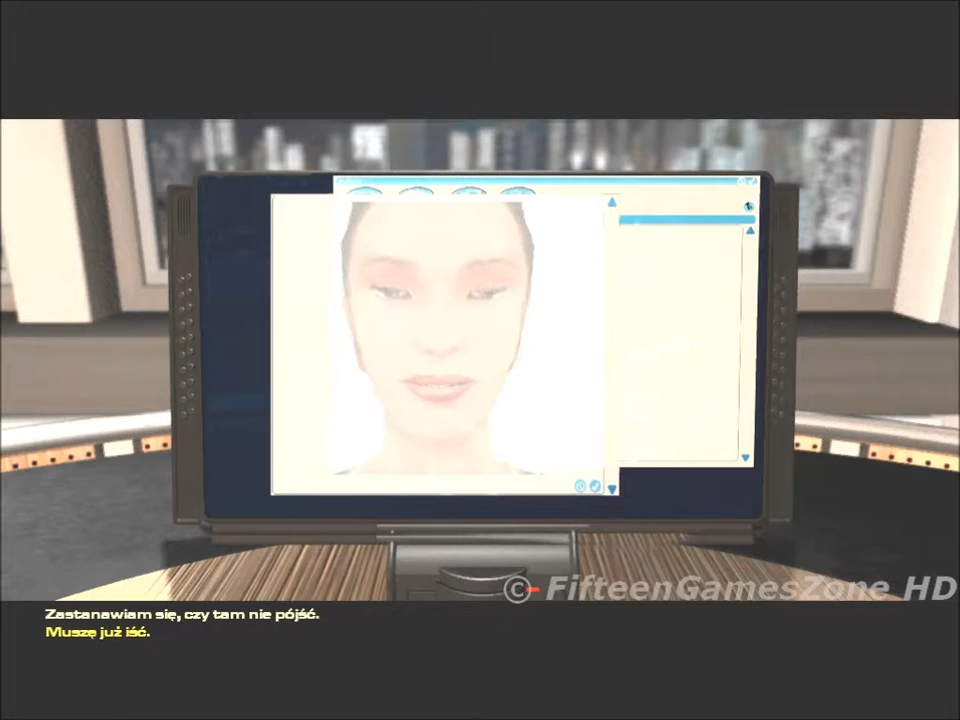 © FifteenGamesZone HD
Zastanawiam się, czy tam nie pójść.
Muszę już iść.